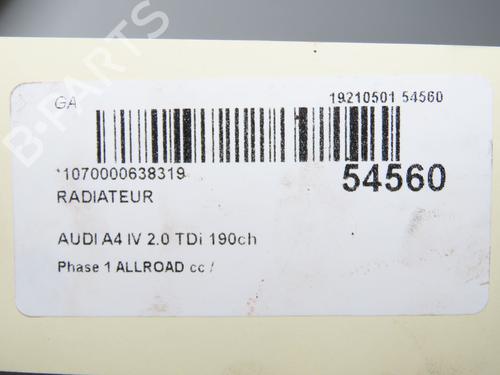 B-PARTS
GA
19210501 54560
*1070000638319
54560
RADIATEUR
AUDI A4 IV 2.0 TDi 190ch
Phase 1 ALLROAD cc /